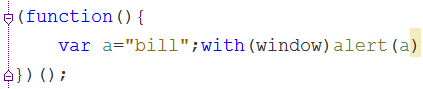 (function(){
    var a="bill";with(window)alert(a)
})();